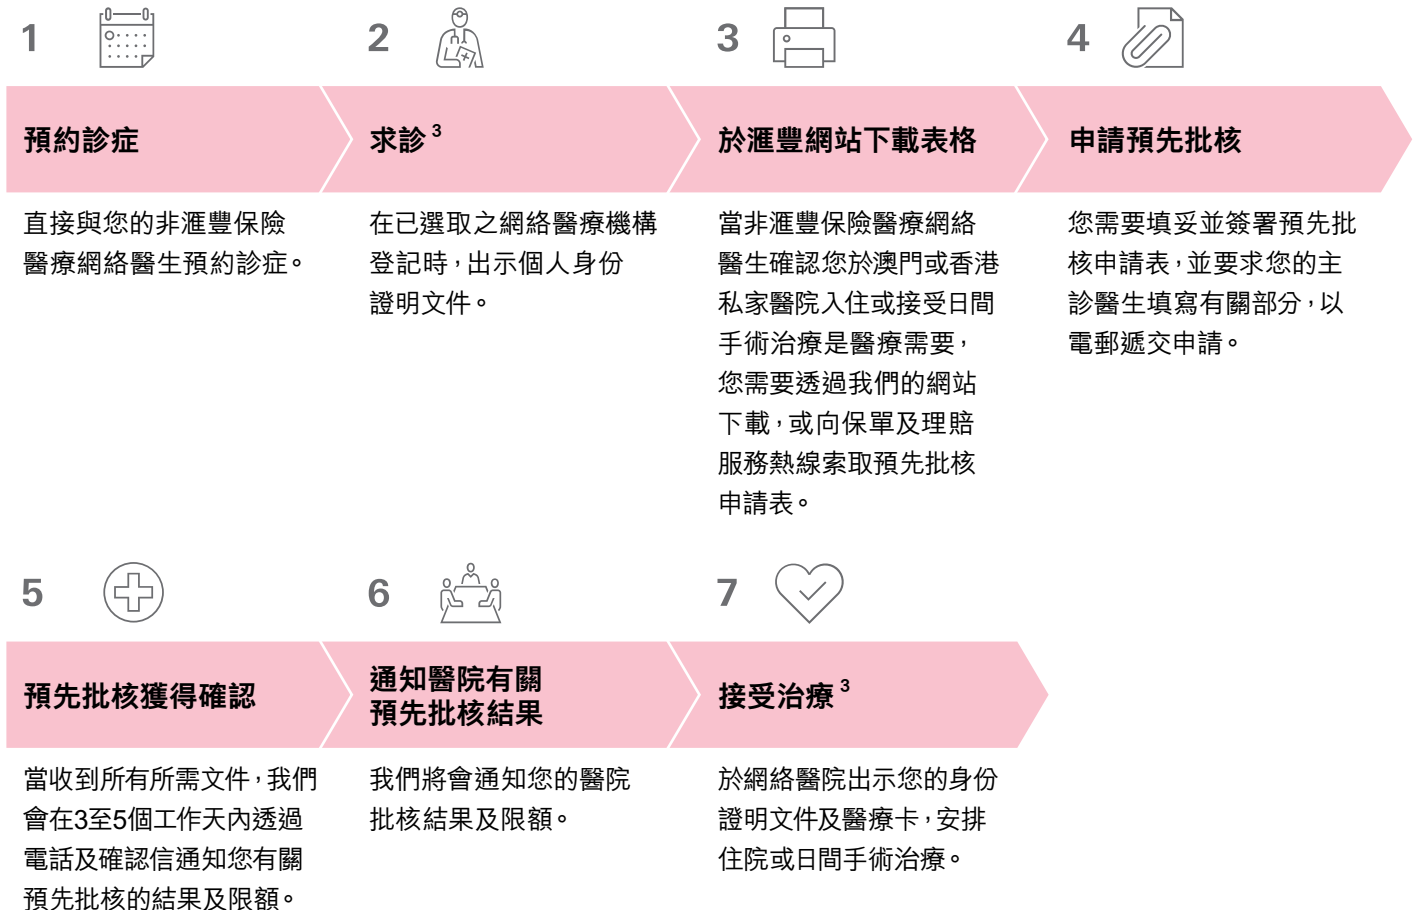 1
2
3
4
預約診症
求診 3
於滙豐網站下載表格
申請預先批核
直接與您的非滙豐保險
醫療網絡醫生預約診症。
在已選取之網絡醫療機構
登記時，出示個人身份
證明文件。
當非滙豐保險醫療網絡
醫生確認您於澳門或香港
私家醫院入住或接受日間
手術治療是醫療需要，
您需要透過我們的網站
下載，或向保單及理賠
服務熱線索取預先批核
申請表。
您需要填妥並簽署預先批
核申請表，並要求您的主
診醫生填寫有關部分，以
電郵遞交申請。
5
6
7
預先批核獲得確認
通知醫院有關
預先批核結果
接受治療 3
當收到所有所需文件，我們
會在3至5個工作天內透過
電話及確認信通知您有關
預先批核的結果及限額。
我們將會通知您的醫院
批核結果及限額。
於網絡醫院出示您的身份
證明文件及醫療卡，安排
住院或日間手術治療。